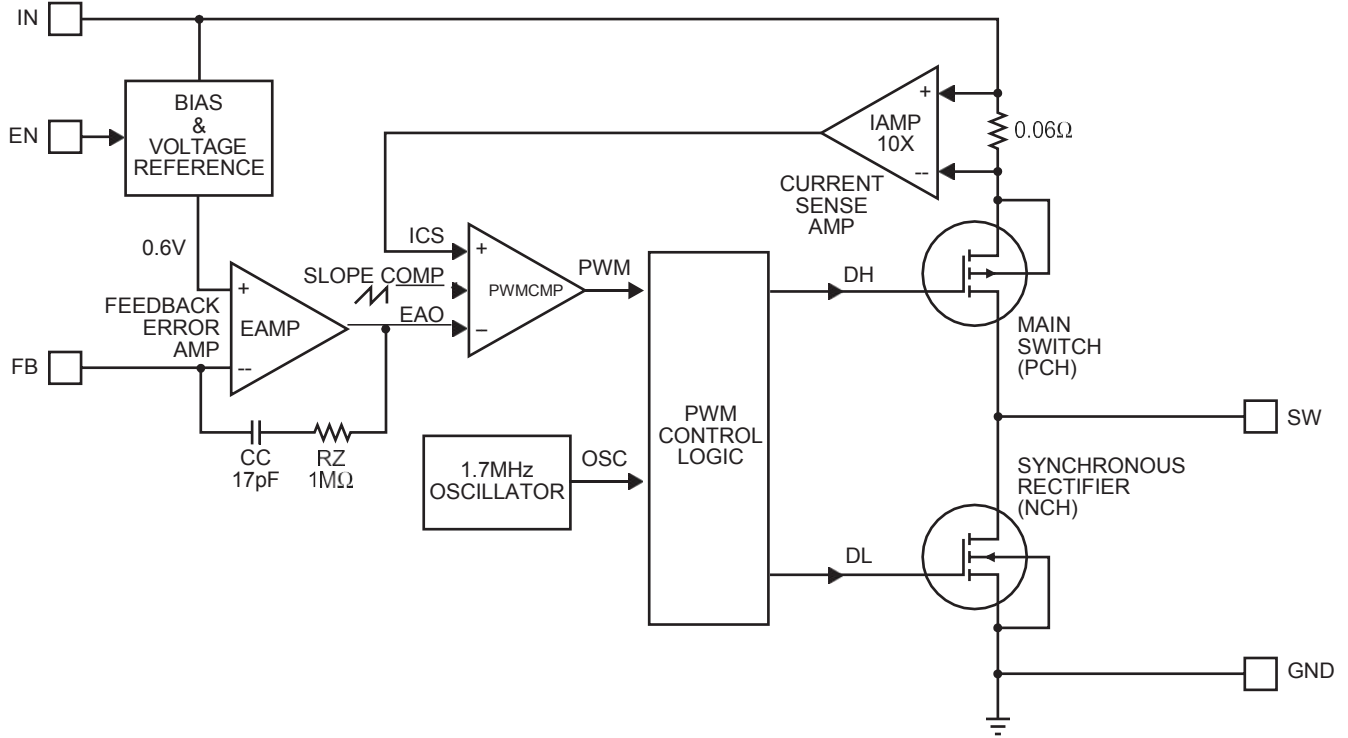 IN
EN
BIAS
&
VOLTAGE
REFERENCE
0.6V
FEEDBACK
ERROR
AMP
FB
+
EAMP
--
CC
17pF
RZ
1MΩ
ICS
SLOPE COMP
EAO
+
PWMCMP
–
PWM
1.7MHz
OSCILLATOR
OSC
PWM
CONTROL
LOGIC
+
IAMP
10X
--
CURRENT
SENSE
AMP
0.06Ω
DH
MAIN
SWITCH
(PCH)
SW
SYNCHRONOUS
RECTIFIER
(NCH)
DL
GND